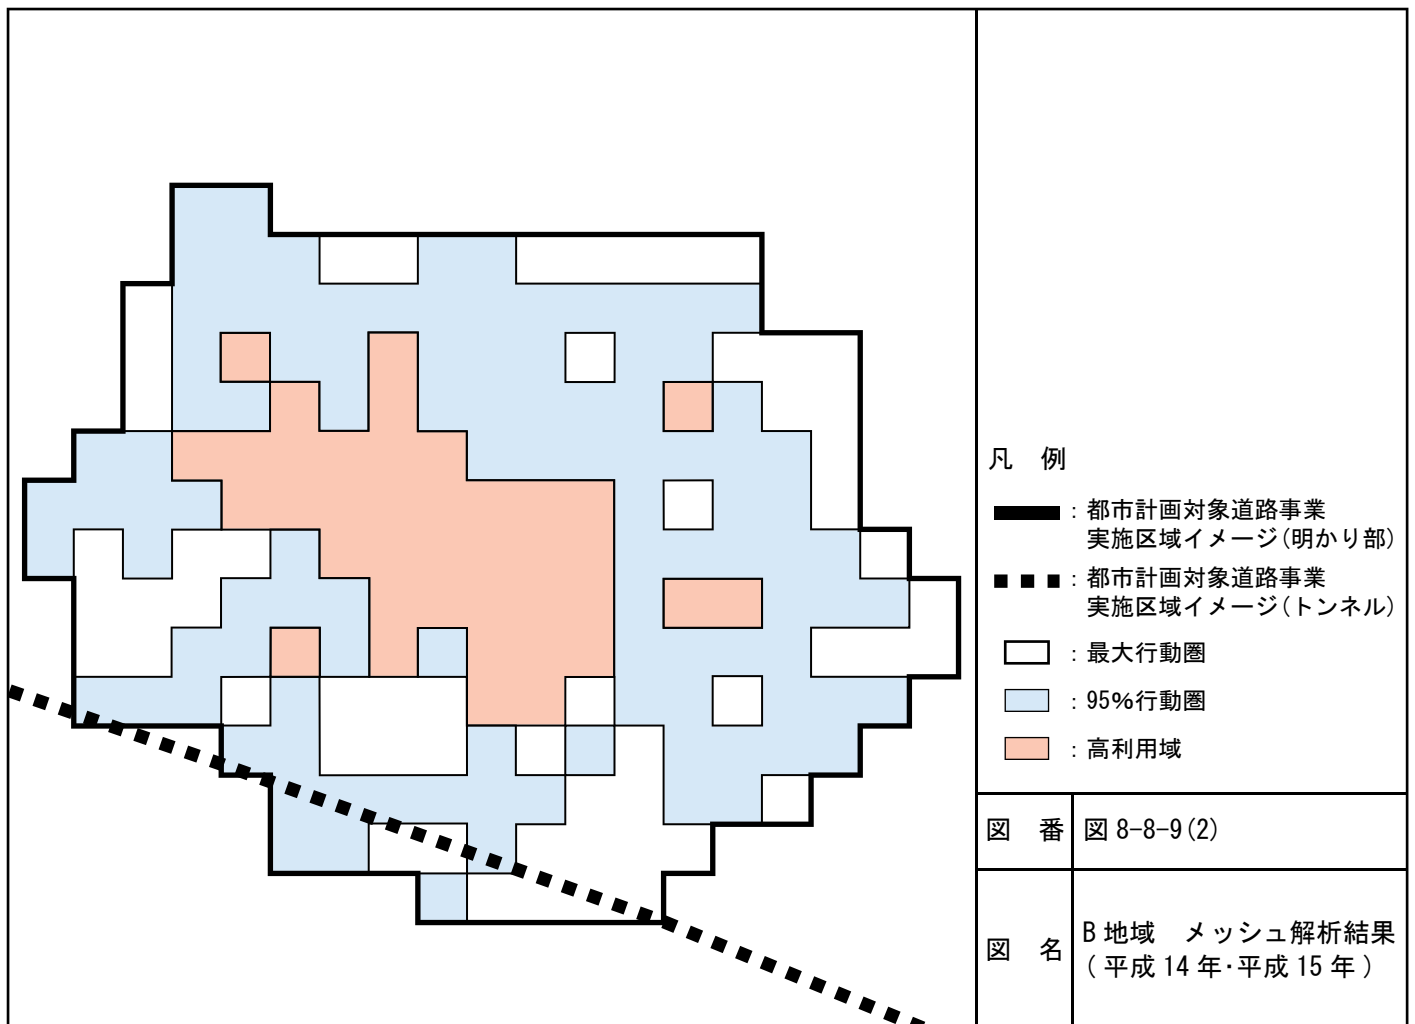 凡　例
：都市計画対象道路事業
実施区域イメージ(明かり部)
：都市計画対象道路事業
実施区域イメージ(トンネル)
：最大行動圏
：95%行動圏
：高利用域
図　番　図 8-8-9(2)
図　名　B 地域　メッシュ解析結果
( 平成 14 年･平成 15 年 )